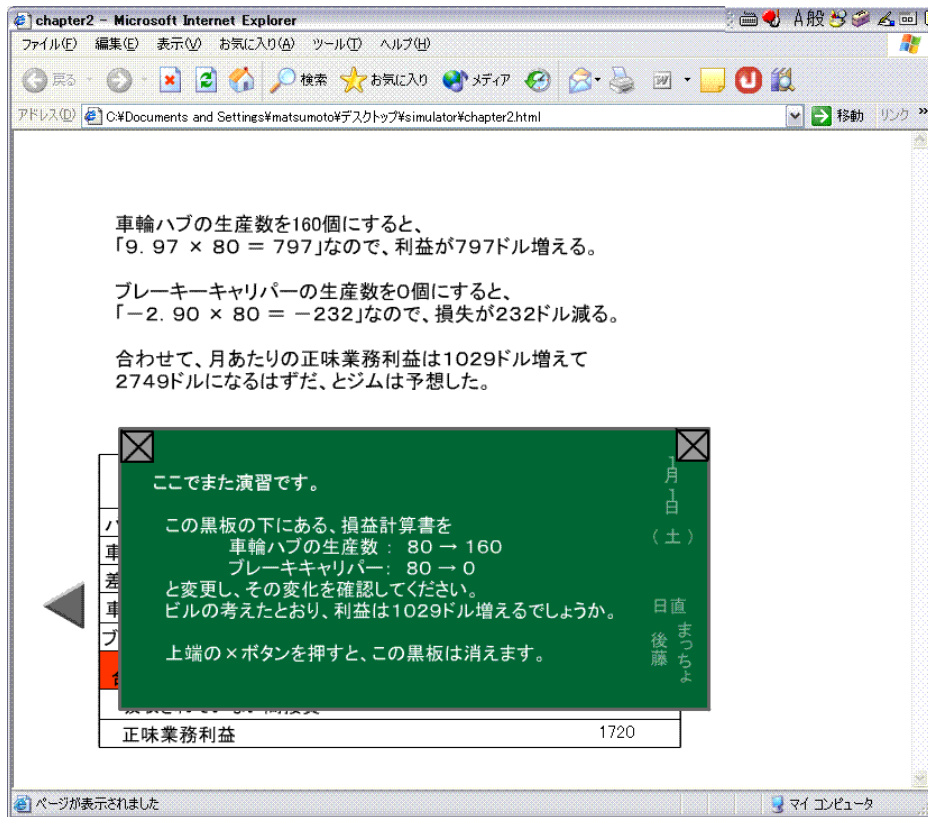 chapter2 - Microsoft Internet Explorer
A般
ファイル(F) 編集(E) 表示(V) お気に入り(A) ツール(T) ヘルプ(H)
戻る 検索 お気に入り メディア
アドレス(D) C:¥Documents and Settings¥matsumoto¥デスクトップ¥simulator¥chapter2.html 移動 リンク »
車輪ハブの生産数を160個にすると、
「9.97 × 80 = 797」なので、利益が797ドル増える。
ブレーキーキャリパーの生産数を0個にすると、
「-2.90 × 80 = -232」なので、損失が232ドル減る。
合わせて、月あたりの正味業務利益は1029ドル増えて
2749ドルになるはずだ、とジムは予想した。
ここでまた演習です。
この黒板の下にある、損益計算書を
車輪ハブの生産数: 80 → 160
ブレーキキャリパー: 80 → 0
と変更し、その変化を確認してください。
ビルの考えたとおり、利益は1029ドル増えるでしょうか。
上端の×ボタンを押すと、この黒板は消えます。
1月1日(土)
日直
まっちょ
後藤
車
差
車
ブ
正味業務利益 1720
ページが表示されました マイ コンピュータ